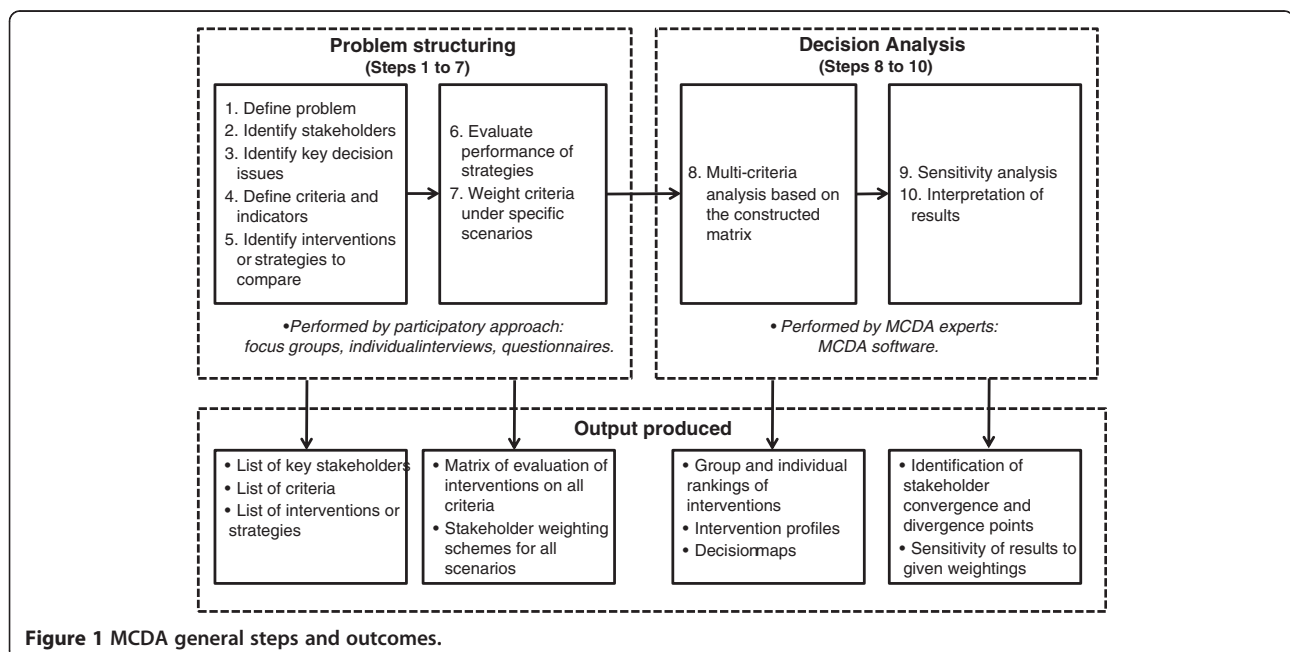 Problem structuring
(Steps 1 to 7)
1. Define problem
2. Identify stakeholders
3. Identify key decision
issues
4. Define criteria and
indicators
5. Identify interventions
or strategies to
compare
6. Evaluate
performance of
strategies
7. Weight criteria
under specific
scenarios
•Performed by participatory approach:
focus groups, individualinterviews, questionnaires.
Decision Analysis
(Steps 8 to 10)
8. Multi-criteria
analysis based on
the constructed
matrix
9. Sensitivity analysis
10. Interpretation of
results
• Performed by MCDA experts:
MCDA software.
Output produced
• List of key stakeholders
• List of criteria
• List of interventions or
strategies
• Matrix of evaluation of
interventions on all
criteria
• Stakeholder weighting
schemes for all
scenarios
• Group and individual
rankings of
interventions
• Intervention profiles
• Decisionmaps
• Identification of
stakeholder
convergence and
divergence points
• Sensitivity of results to
given weightings
Figure 1 MCDA general steps and outcomes.